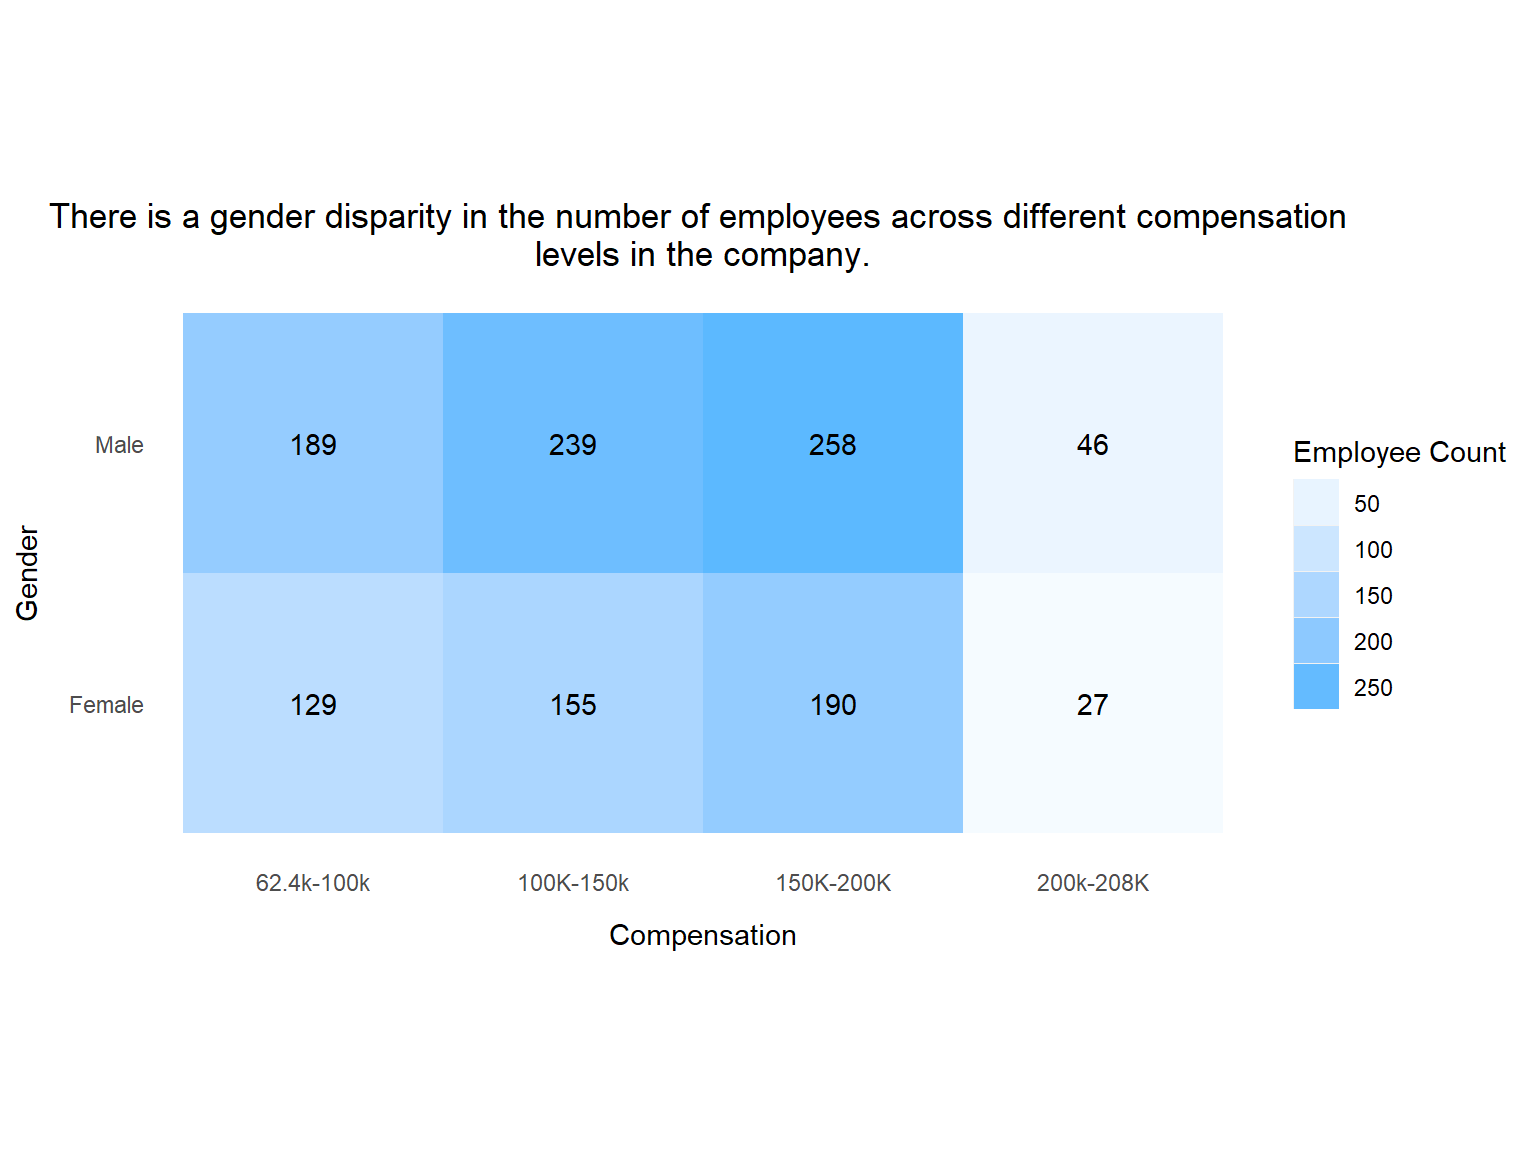 There is a gender disparity in the number of employees across different compensation
levels in the company.
Male
189
239
258
46
Female
129
155
190
27
Gender
62.4k-100k
100K-150k
150K-200K
200k-208K
Compensation
Employee Count
50
100
150
200
250